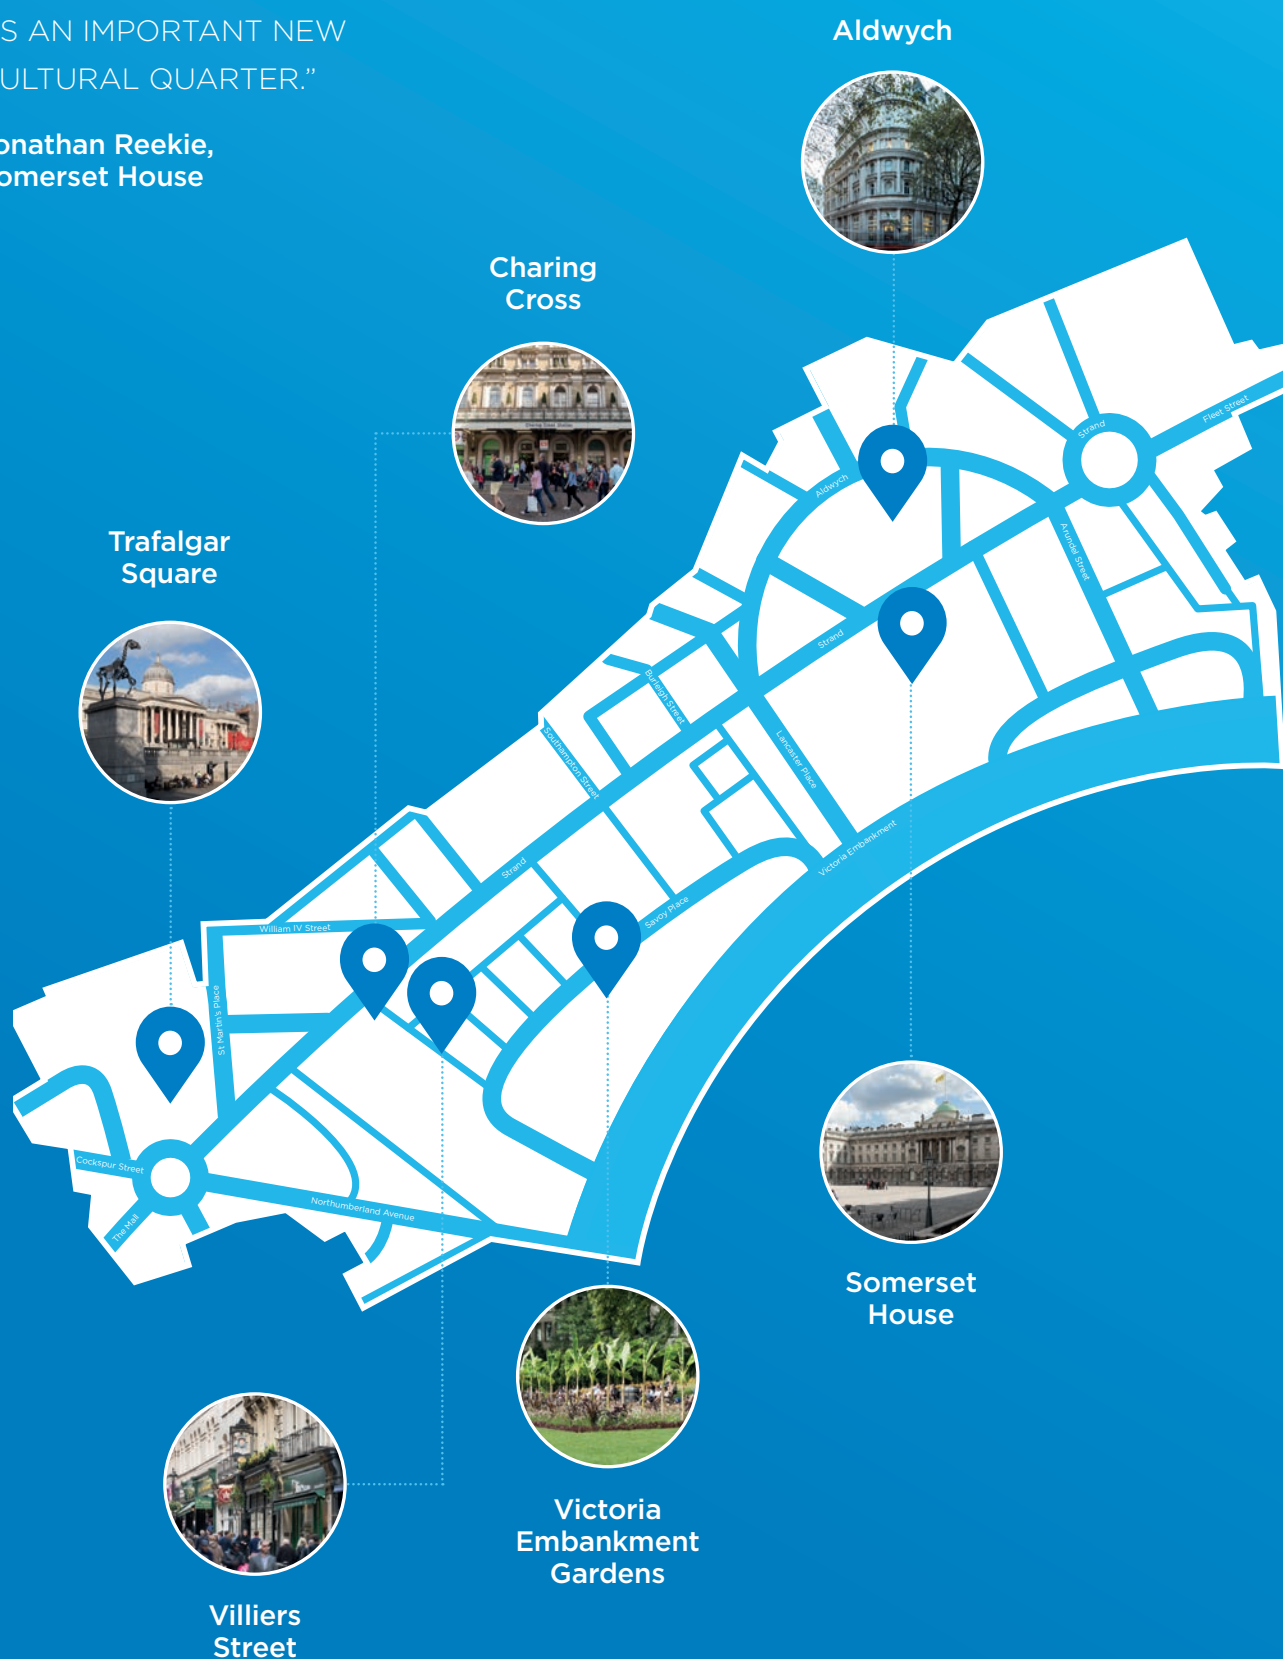 S AN IMPORTANT NEW
ULTURAL QUARTER.”
onathan Reekie,
omerset House
Aldwych
Charing
Cross
Trafalgar
Square
Fleet Street
Strand
Aldwych
Arundel Street
Strand
Burleigh Street
Lancaster Place
Southampton Street
Victoria Embankment
Strand
Savoy Place
William IV Street
St Martin's Place
Cockspur Street
The Mall
Northumberland Avenue
Somerset
House
Victoria
Embankment
Gardens
Villiers
Street